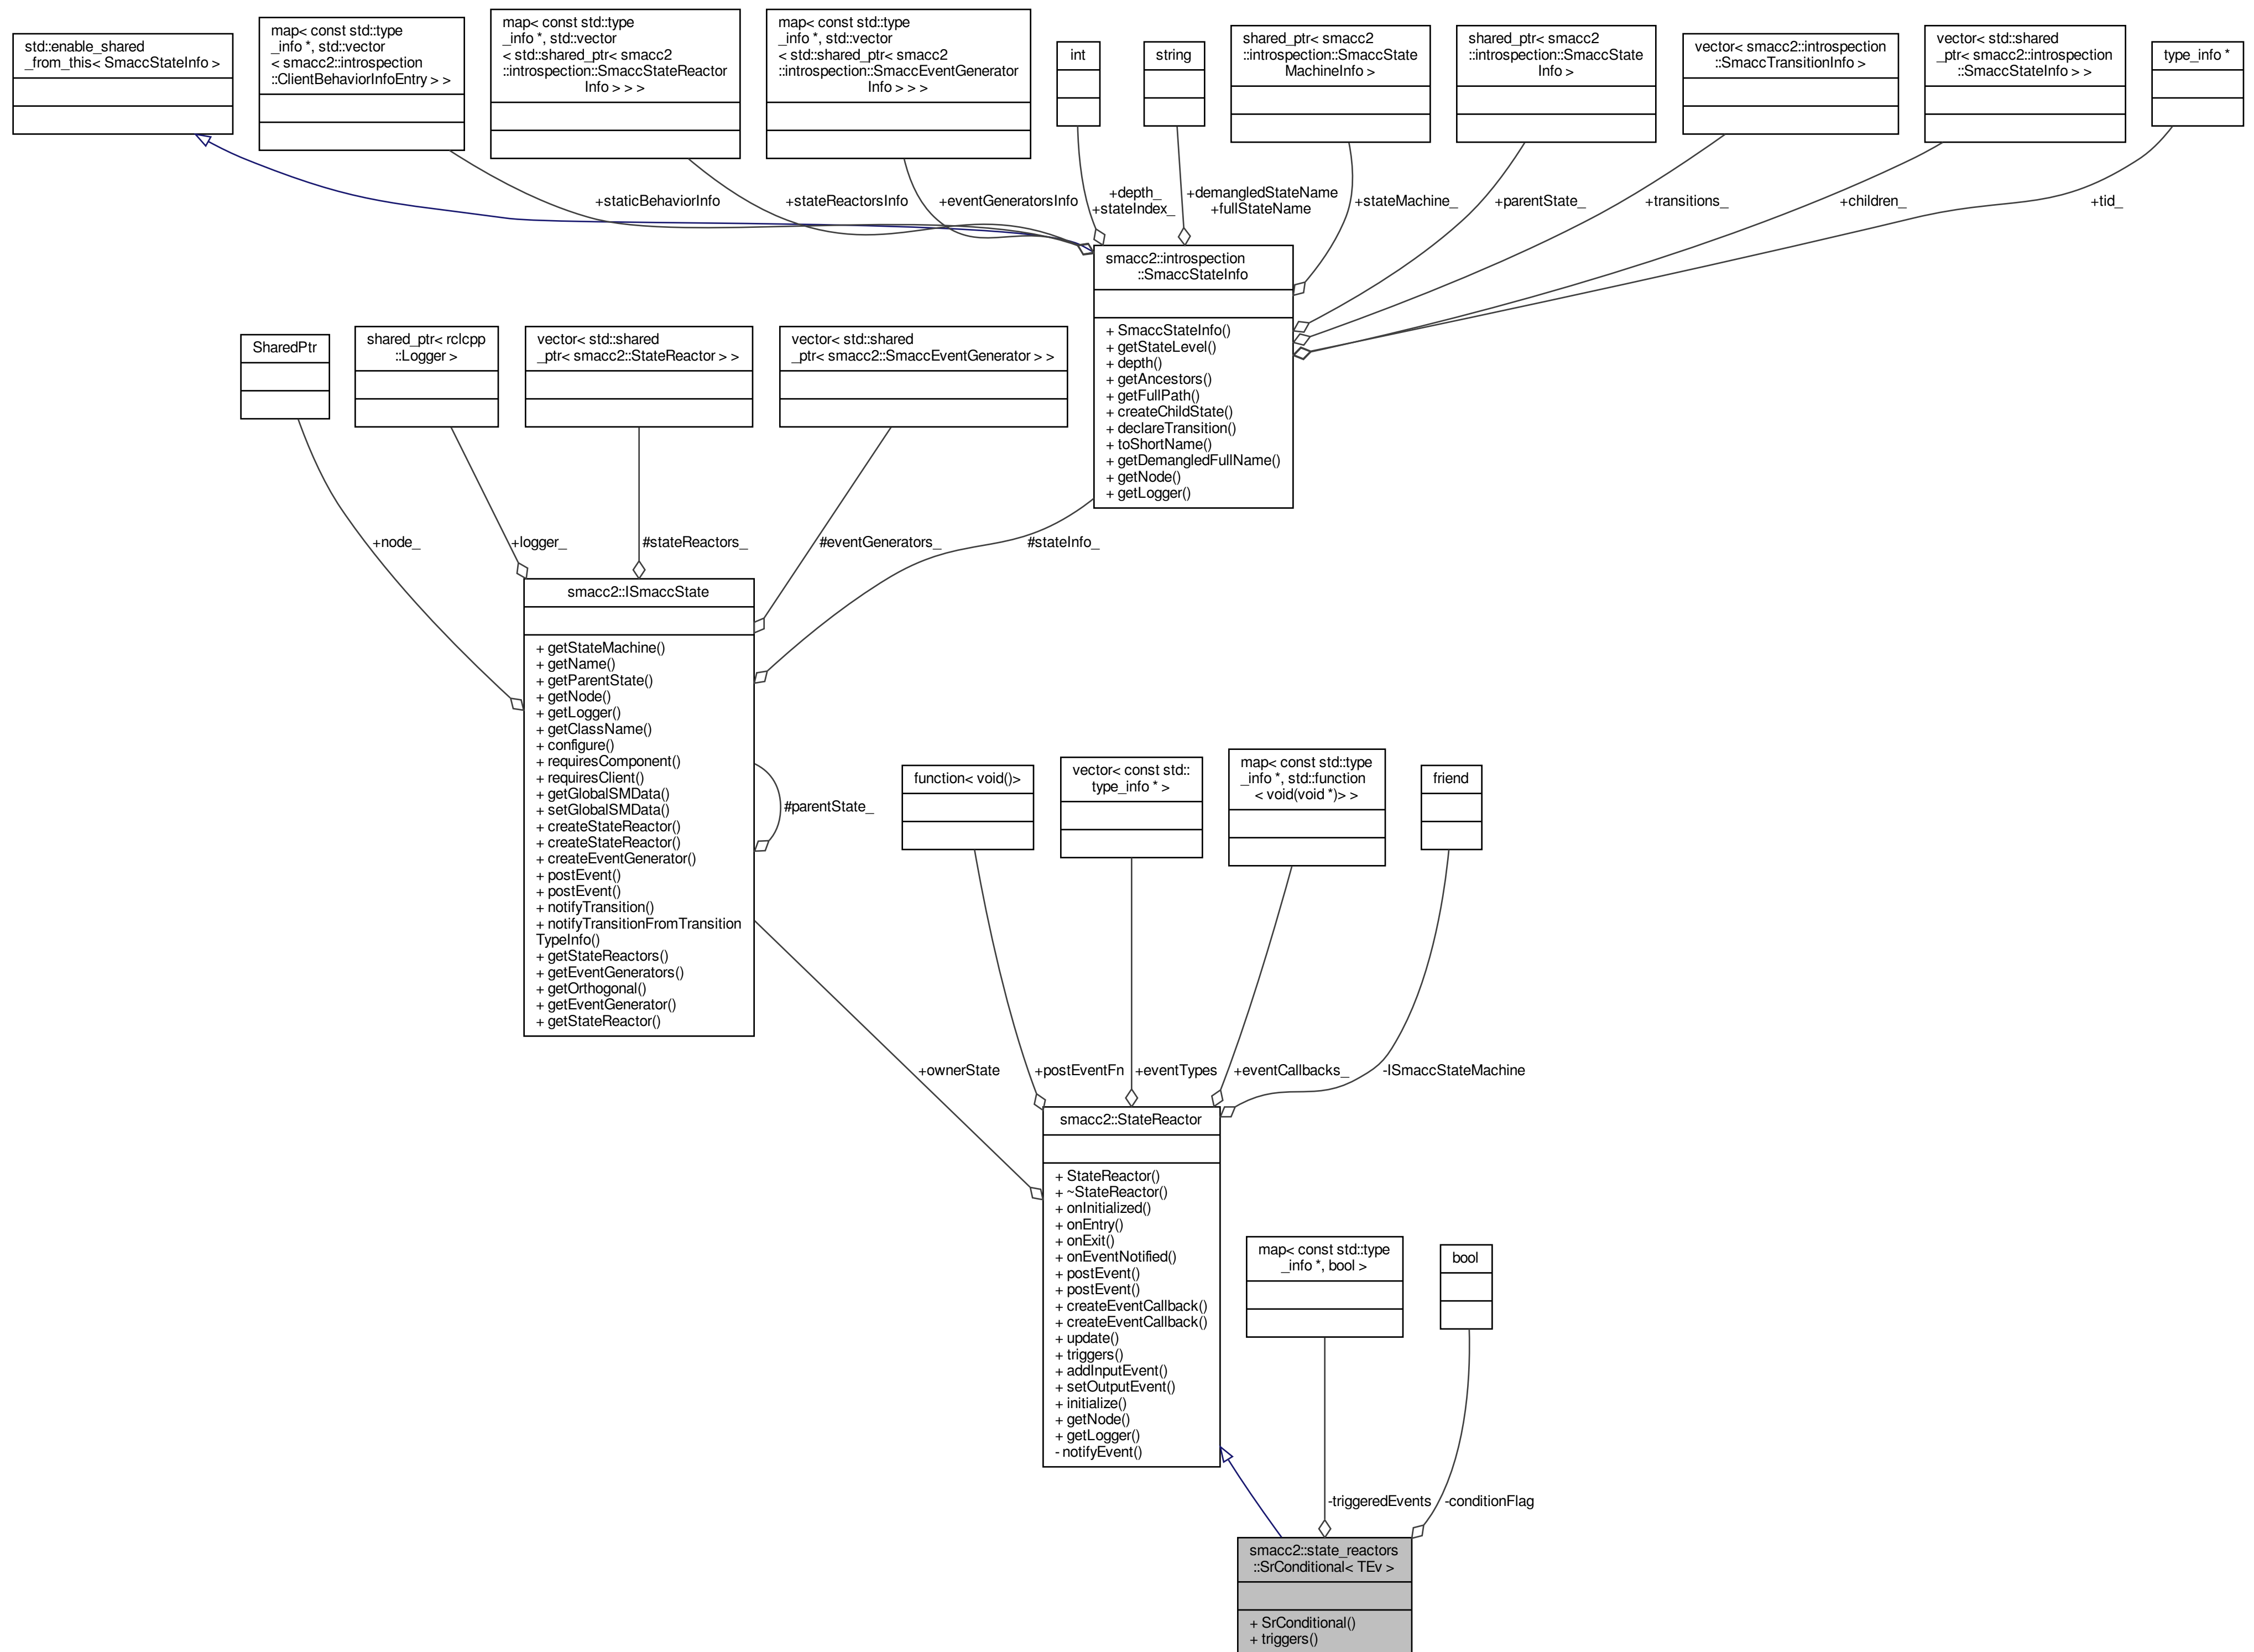 std::enable_shared
_from_this< SmaccStateInfo >
map< const std::type
_info *, std::vector
< smacc2::introspection
::ClientBehaviorInfoEntry > >
map< const std::type
_info *, std::vector
< std::shared_ptr< smacc2
::introspection::SmaccStateReactor
Info > > >
map< const std::type
_info *, std::vector
< std::shared_ptr< smacc2
::introspection::SmaccEventGenerator
Info > > >
int
string
shared_ptr< smacc2
::introspection::SmaccState
MachineInfo >
shared_ptr< smacc2
::introspection::SmaccState
Info >
vector< smacc2::introspection
::SmaccTransitionInfo >
vector< std::shared
_ptr< smacc2::introspection
::SmaccStateInfo > >
type_info *
+staticBehaviorInfo
+stateReactorsInfo
+eventGeneratorsInfo
+depth_
+stateIndex_
+demangledStateName
+fullStateName
+stateMachine_
+parentState_
+transitions_
+children_
+tid_
smacc2::introspection
::SmaccStateInfo
+ SmaccStateInfo()
+ getStateLevel()
+ depth()
+ getAncestors()
+ getFullPath()
+ createChildState()
+ declareTransition()
+ toShortName()
+ getDemangledFullName()
+ getNode()
+ getLogger()
SharedPtr
shared_ptr< rclcpp
::Logger >
vector< std::shared
_ptr< smacc2::StateReactor > >
vector< std::shared
_ptr< smacc2::SmaccEventGenerator > >
+node_
+logger_
#stateReactors_
#eventGenerators_
#stateInfo_
smacc2::ISmaccState
+ getStateMachine()
+ getName()
+ getParentState()
+ getNode()
+ getLogger()
+ getClassName()
+ configure()
+ requiresComponent()
+ requiresClient()
+ getGlobalSMData()
+ setGlobalSMData()
+ createStateReactor()
+ createStateReactor()
+ createEventGenerator()
+ postEvent()
+ postEvent()
+ notifyTransition()
+ notifyTransitionFromTransition
TypeInfo()
+ getStateReactors()
+ getEventGenerators()
+ getOrthogonal()
+ getEventGenerator()
+ getStateReactor()
#parentState_
function< void()>
vector< const std::
type_info * >
map< const std::type
_info *, std::function
< void(void *)> >
friend
+ownerState
+postEventFn
+eventTypes
+eventCallbacks_
-ISmaccStateMachine
smacc2::StateReactor
+ StateReactor()
+ ~StateReactor()
+ onInitialized()
+ onEntry()
+ onExit()
+ onEventNotified()
+ postEvent()
+ postEvent()
+ createEventCallback()
+ createEventCallback()
+ update()
+ triggers()
+ addInputEvent()
+ setOutputEvent()
+ initialize()
+ getNode()
+ getLogger()
- notifyEvent()
map< const std::type
_info *, bool >
bool
-triggeredEvents
-conditionFlag
smacc2::state_reactors
::SrConditional< TEv >
+ SrConditional()
+ triggers()